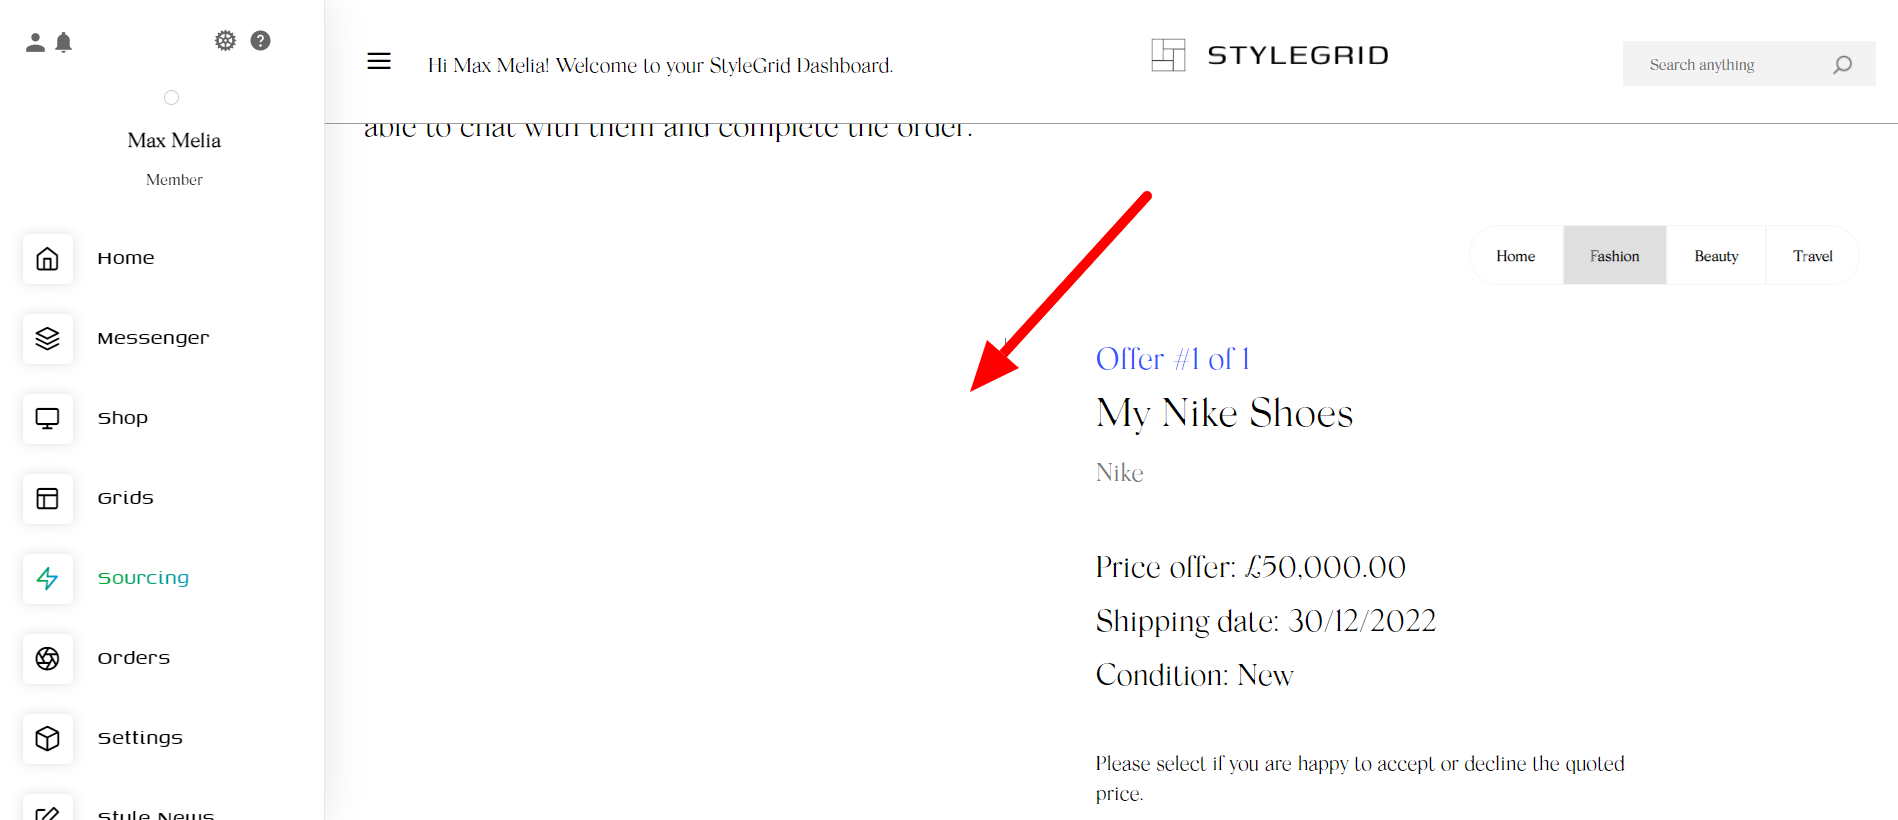 Hi Max Melia! Welcome to your StyleGrid Dashboard.
STYLEGRID
Search anything
Max Melia
Member
Home
Messenger
Shop
Grids
Sourcing
Orders
Settings
Style News
able to chat with them and complete the order.
Home
Fashion
Beauty
Travel
Offer #1 of 1
My Nike Shoes
Nike
Price offer: £50,000.00
Shipping date: 30/12/2022
Condition: New
Please select if you are happy to accept or decline the quoted
price.